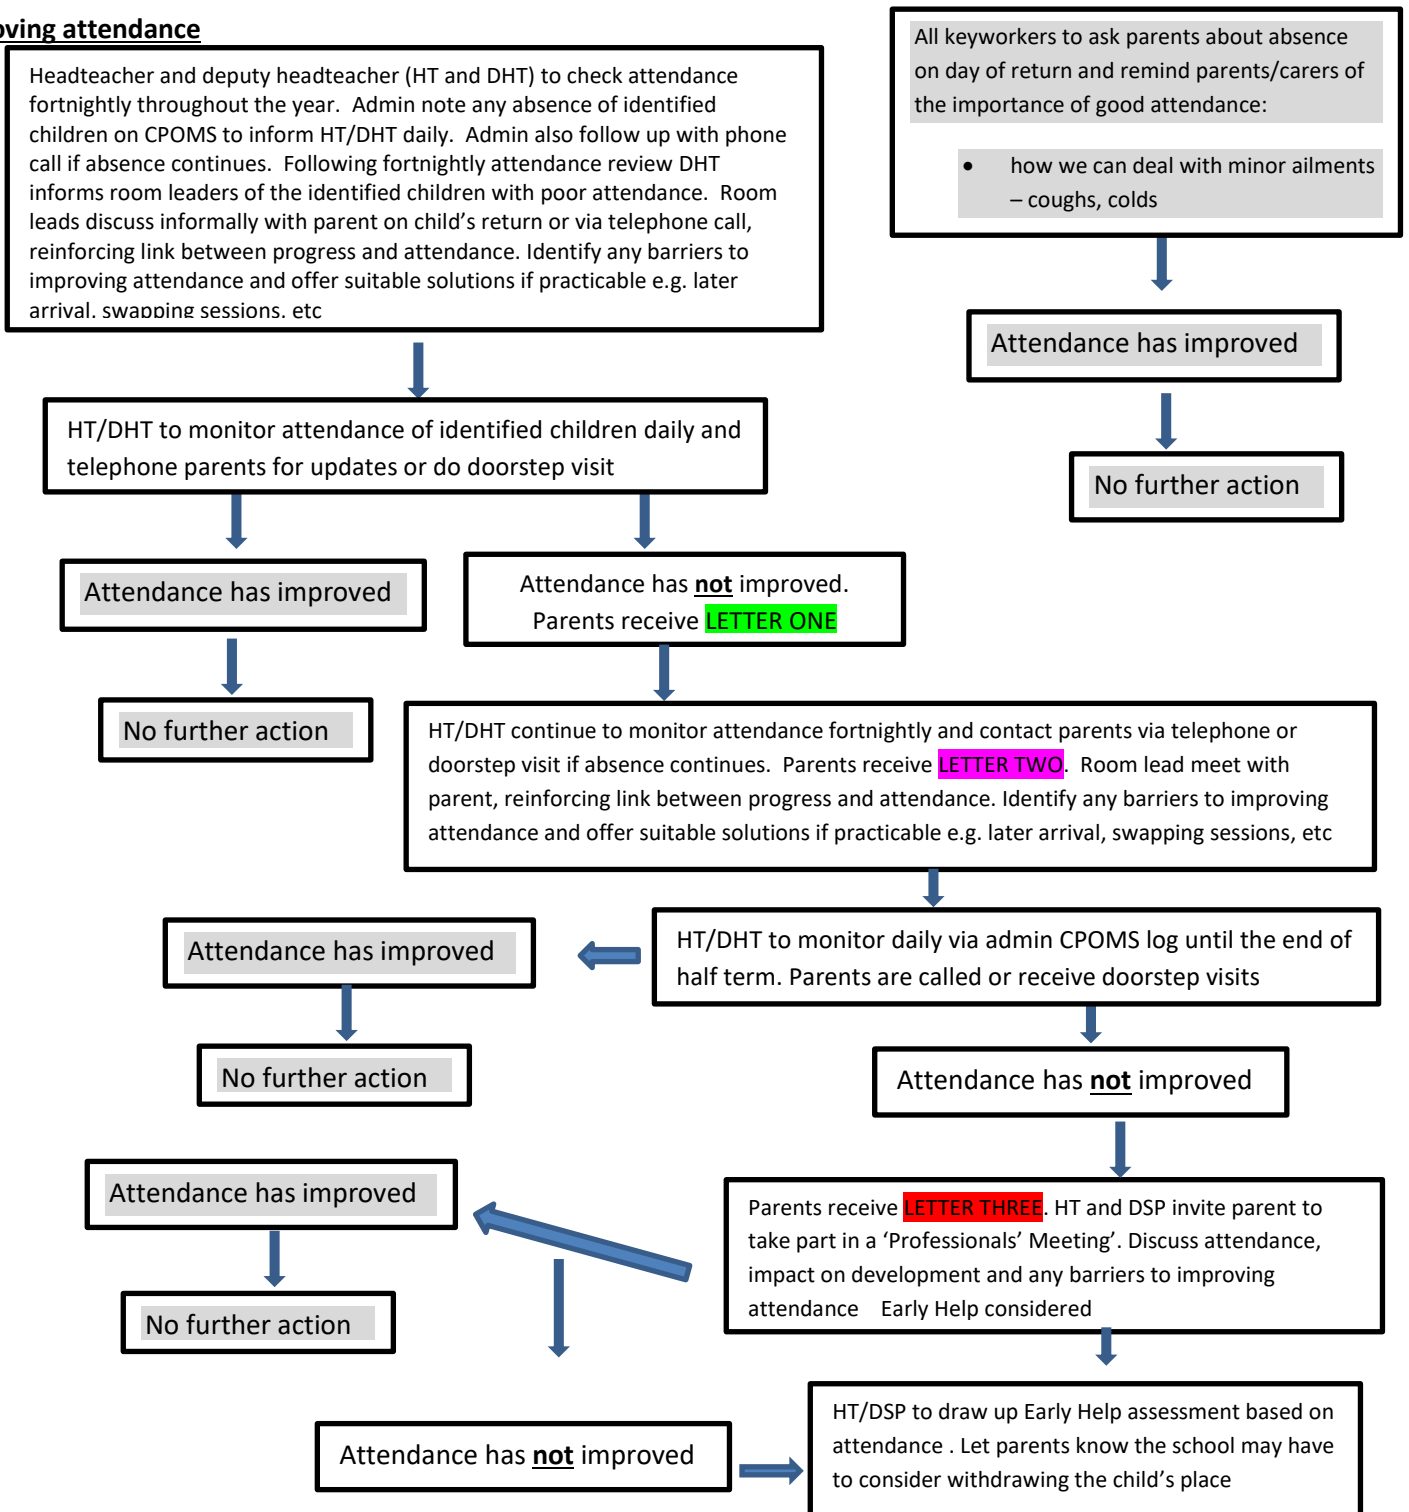 attendance
Headteacher and deputy headteacher (HT and DHT) to check attendance
fortnightly throughout the year.  Admin note any absence of identified
children on CPOMS to inform HT/DHT daily.  Admin also follow up with phone
call if absence continues.  Following fortnightly attendance review DHT
informs room leaders of the identified children with poor attendance.  Room
leads discuss informally with parent on child's return or via telephone call,
reinforcing link between progress and attendance. Identify any barriers to
improving attendance and offer suitable solutions if practicable e.g. later
arrival, swapping sessions, etc
All keyworkers to ask parents about absence
on day of return and remind parents/carers of
the importance of good attendance:
• how we can deal with minor ailments
– coughs, colds
Attendance has improved
No further action
HT/DHT to monitor attendance of identified children daily and
telephone parents for updates or do doorstep visit
Attendance has improved
No further action
Attendance has not improved.
Parents receive LETTER ONE
HT/DHT continue to monitor attendance fortnightly and contact parents via telephone or
doorstep visit if absence continues.  Parents receive LETTER TWO.  Room lead meet with
parent, reinforcing link between progress and attendance. Identify any barriers to improving
attendance and offer suitable solutions if practicable e.g. later arrival, swapping sessions, etc
HT/DHT to monitor daily via admin CPOMS log until the end of
half term. Parents are called or receive doorstep visits
Attendance has improved
No further action
Attendance has not improved
Parents receive LETTER THREE. HT and DSP invite parent to
take part in a 'Professionals' Meeting'. Discuss attendance,
impact on development and any barriers to improving
attendance    Early Help considered
Attendance has improved
No further action
Attendance has not improved
HT/DSP to draw up Early Help assessment based on
attendance . Let parents know the school may have
to consider withdrawing the child's place